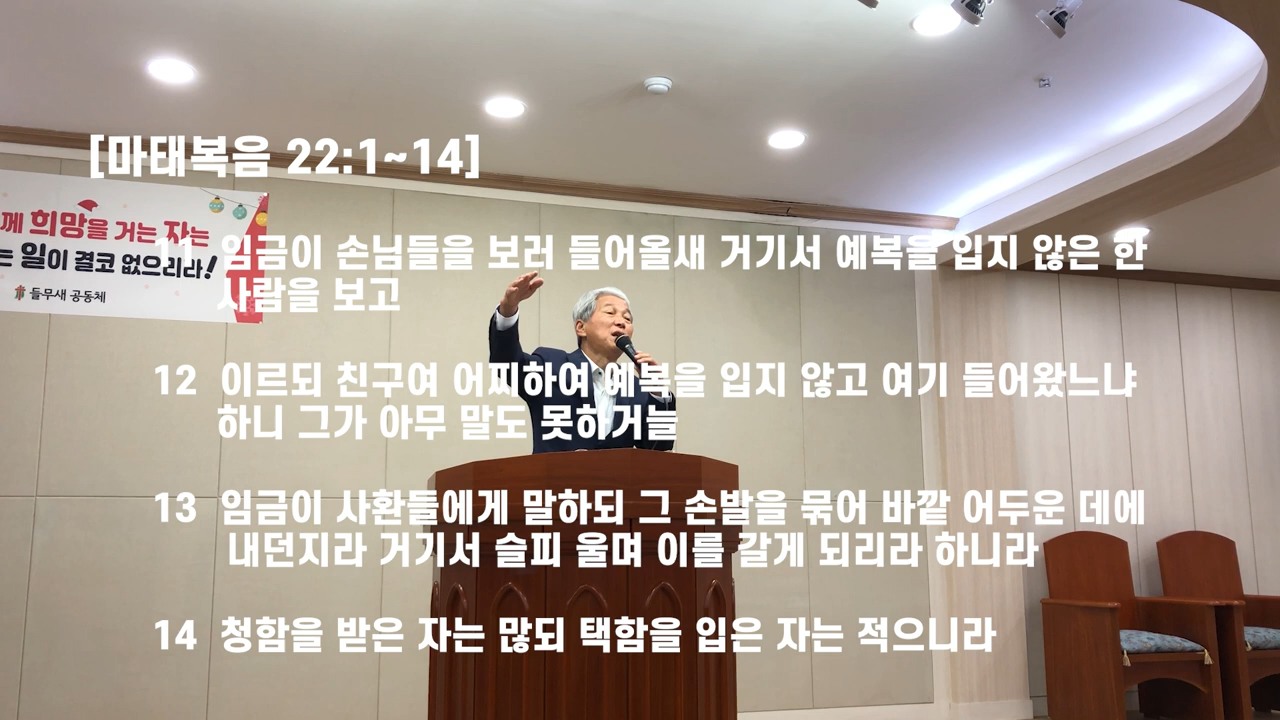 [마태복음 22:1~14]
께 희망을 거는 자는
는 일이 결코 없으리라!
들무새 공동체
11 임금이 손님들을 보러 들어올새 거기서 예복을 입지 않은 한
사람을 보고
12 이르되 친구여 어찌하여 예복을 입지 않고 여기 들어왔느냐
하니 그가 아무 말도 못하거늘
13 임금이 사환들에게 말하되 그 손발을 묶어 바깥 어두운 데에
내던지라 거기서 슬피 울며 이를 갈게 되리라 하니라
14 청함을 받은 자는 많되 택함을 입은 자는 적으니라